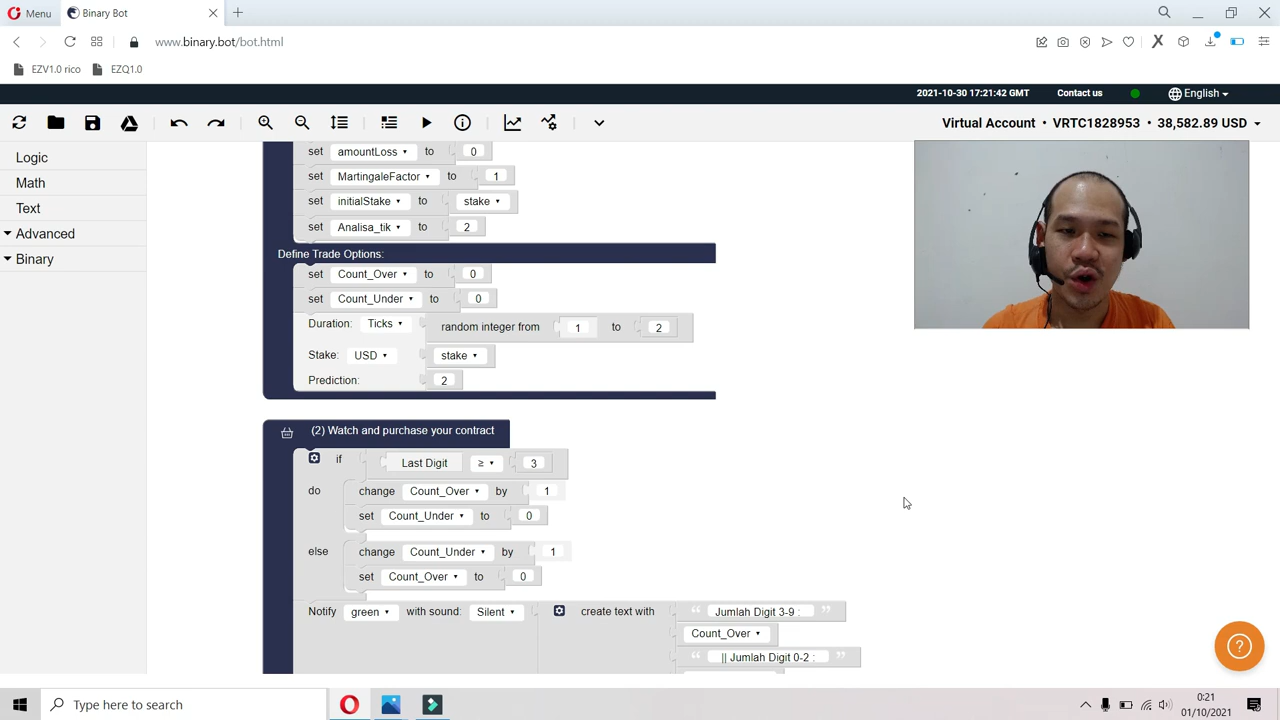 Menu
Binary Bot
www.binary.bot/bot.html
EZV1.0 rico
EZQ1.0
2021-10-30 17:21:42 GMT
Contact us
English
Virtual Account • VRTC1828953 • 38,582.89 USD
Logic
Math
Text
Advanced
Binary
set amountLoss to 0
set MartingaleFactor to 1
set initialStake to stake
set Analisa_tik to 2
Define Trade Options:
set Count_Over to 0
set Count_Under to 0
Duration: Ticks random integer from 1 to 2
Stake: USD stake
Prediction: 2
(2) Watch and purchase your contract
if Last Digit ≥ 3
do change Count_Over by 1
set Count_Under to 0
else change Count_Under by 1
set Count_Over to 0
Notify green with sound: Silent create text with “ Jumlah Digit 3-9 : ”
Count_Over
“ || Jumlah Digit 0-2 : ”
Type here to search
0:21
01/10/2021